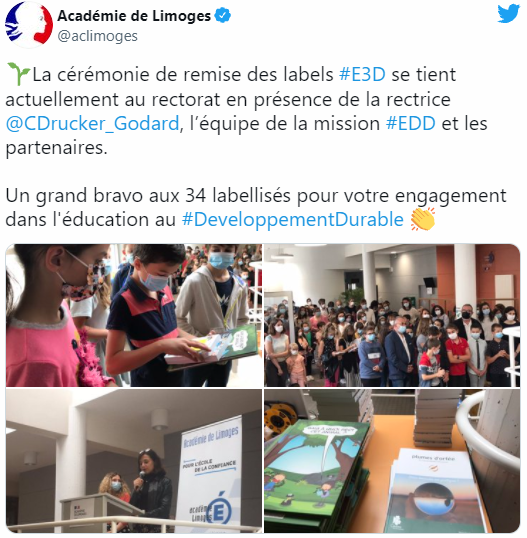 Académie de Limoges
@aclimoges
La cérémonie de remise des labels #E3D se tient
actuellement au rectorat en présence de la rectrice
@CDrucker_Godard, l'équipe de la mission #EDD et les
partenaires.
Un grand bravo aux 34 labellisés pour votre engagement
dans l'éducation au #DeveloppementDurable
Académie de Limoges
POUR L'ÉCOLE
DE LA CONFIANCE
académie
Limoges